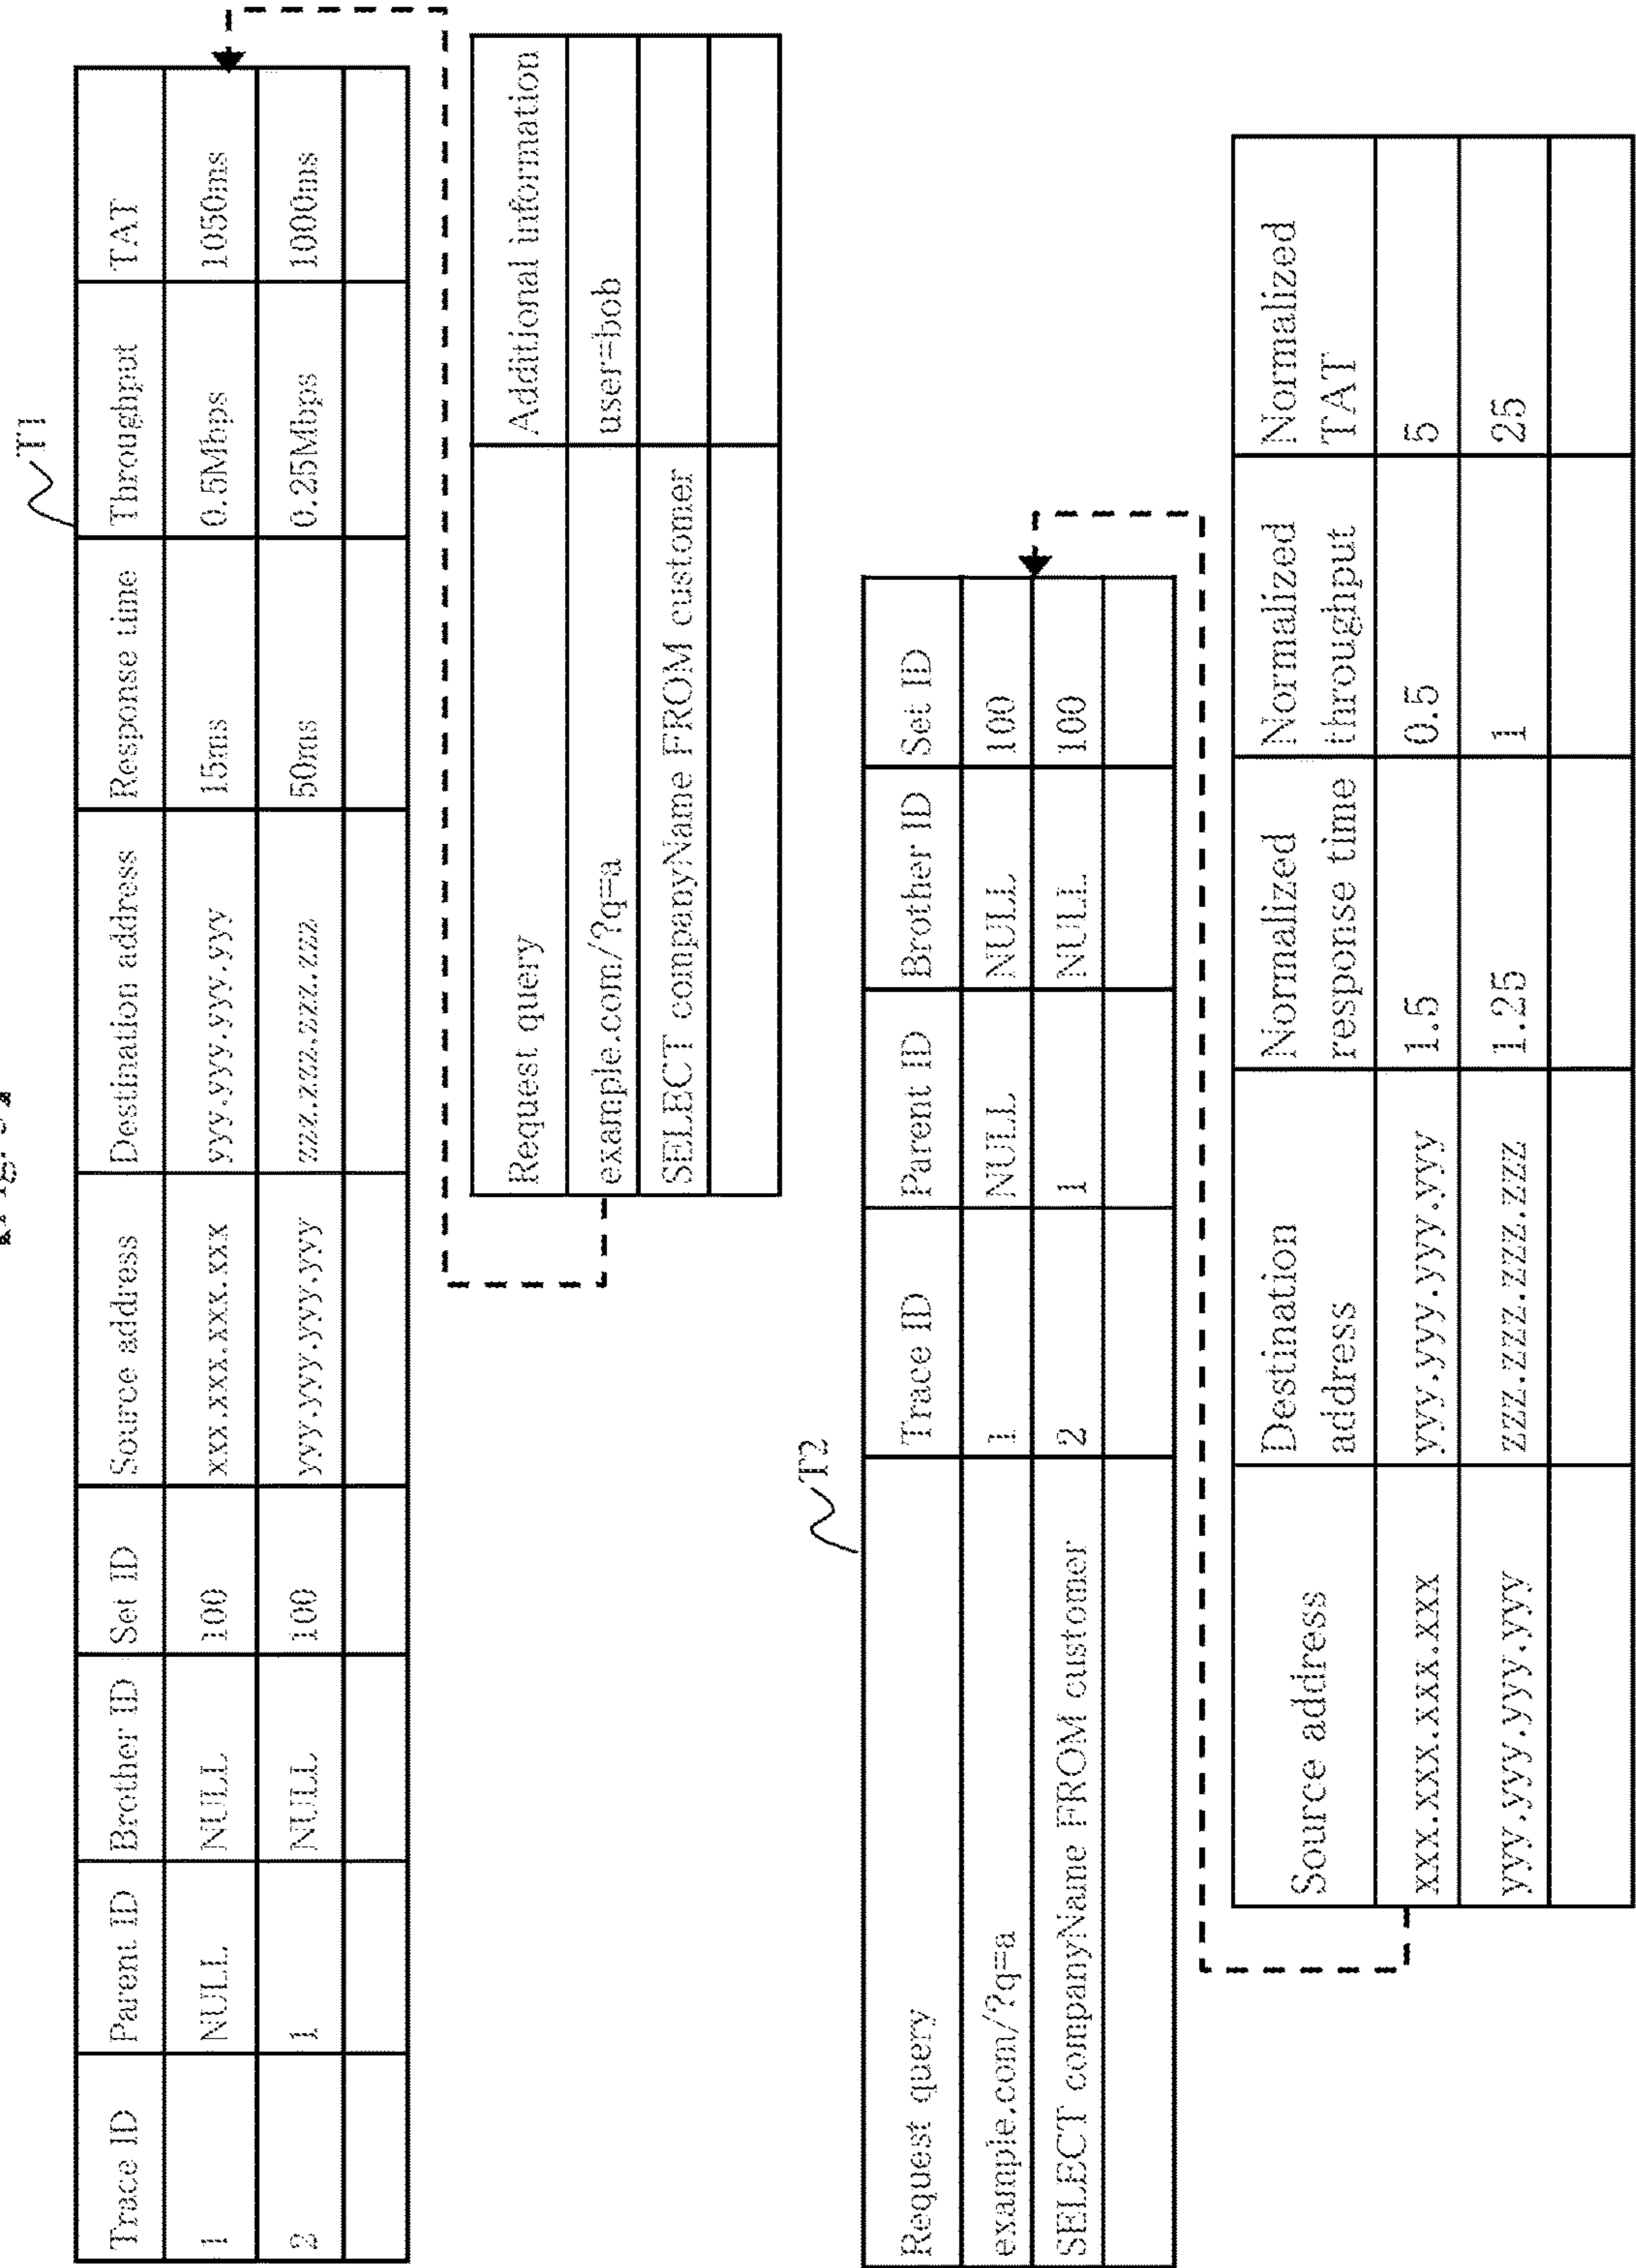 T1
Trace ID Parent ID Brother ID Set ID Source address Destination address Response time Throughput TAT
1 NULL NULL 100 xxx.xxx.xxx.xxx yyy.yyy.yyy.yyy 15ms 0.5Mbps 1050ms
2 1 NULL 100 yyy.yyy.yyy.yyy zzz.zzz.zzz.zzz 50ms 0.25Mbps 1000ms
Request query Additional information
example.com/?q=a user=bob
SELECT companyName FROM customer
T2
Request query Trace ID Parent ID Brother ID Set ID
example.com/?q=a 1 NULL NULL 100
SELECT companyName FROM customer 2 1 NULL 100
Source address Destination address Normalized response time Normalized throughput Normalized TAT
xxx.xxx.xxx.xxx yyy.yyy.yyy.yyy 1.5 0.5 5
yyy.yyy.yyy.yyy zzz.zzz.zzz.zzz 1.25 1 25